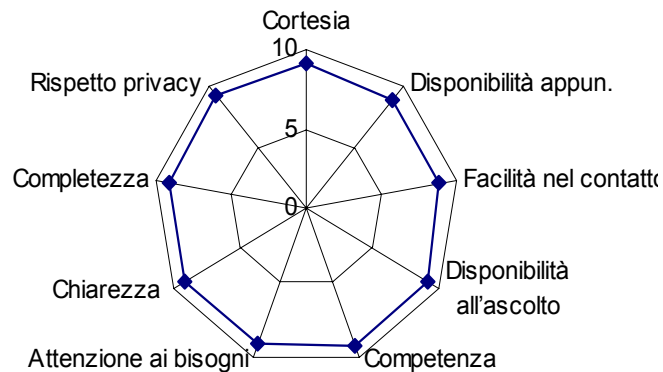 Cortesia
10
Rispetto privacy
Disponibilità appun.
5
Completezza
0
Facilità nel contatto
Chiarezza
Disponibilità
all'ascolto
Attenzione ai bisogni
Competenza